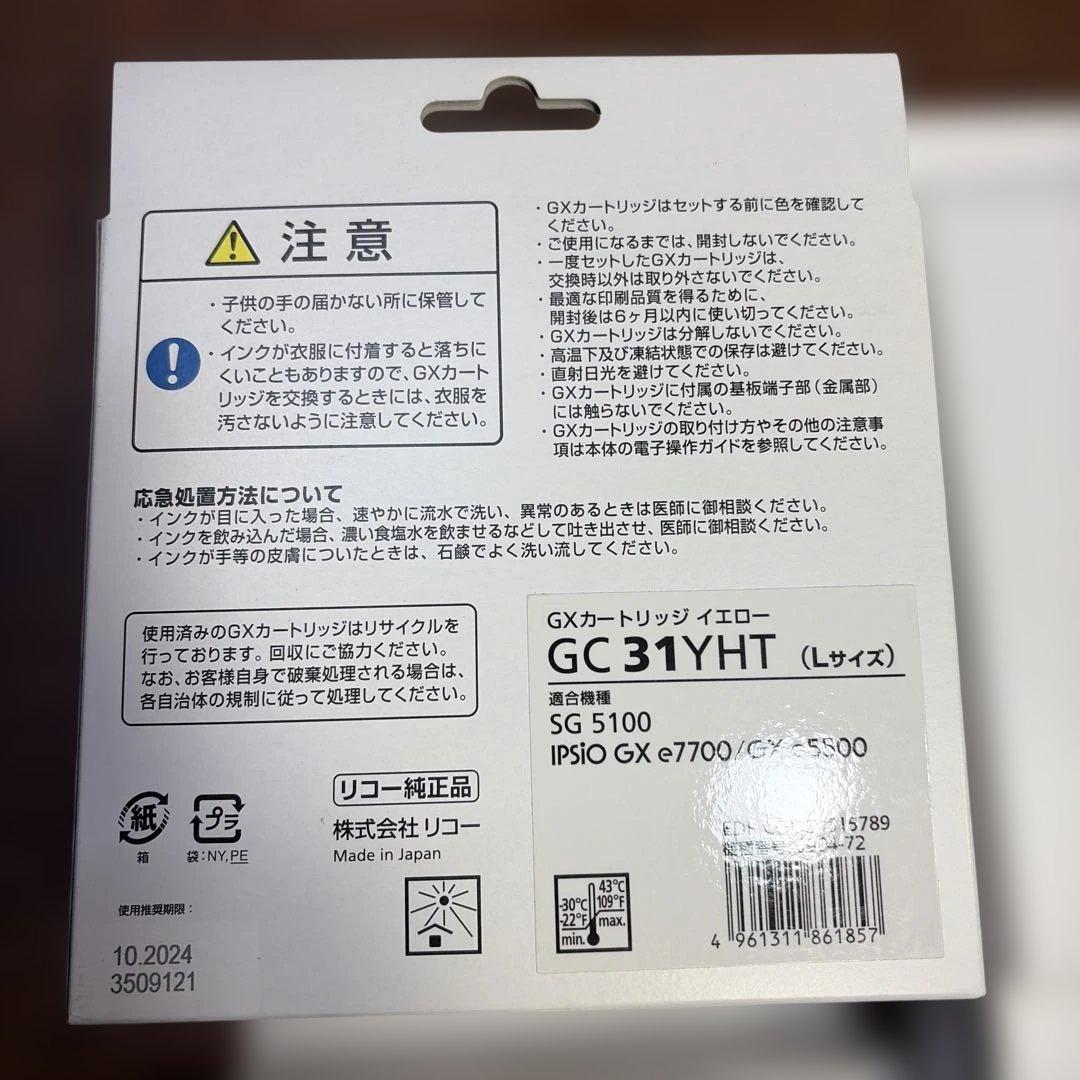 注意
・子供の手の届かない所に保管して
ください。
・インクが衣服に付着すると落ちに
くいこともありますので、GXカート
リッジを交換するときには、衣服を
汚さないように注意してください。
・GXカートリッジはセットする前に色を確認して
ください。
・ご使用になるまでは、開封しないでください。
・一度セットしたGXカートリッジは、
交換時以外は取り外さないでください。
・最適な印刷品質を得るために、
開封後は6ヶ月以内に使い切ってください。
・GXカートリッジは分解しないでください。
・高温下及び凍結状態での保存は避けてください。
・直射日光を避けてください。
・GXカートリッジに付属の基板端子部（金属部）
には触らないでください。
・GXカートリッジの取り付け方やその他の注意事
項は本体の電子操作ガイドを参照してください。
応急処置方法について
・インクが目に入った場合、速やかに流水で洗い、異常のあるときは医師に御相談ください。
・インクを飲み込んだ場合、濃い食塩水を飲ませるなどして吐き出させ、医師に御相談ください。
・インクが手等の皮膚についたときは、石鹸でよく洗い流してください。
使用済みのGXカートリッジはリサイクルを
行っております。回収にご協力ください。
なお、お客様自身で破棄処理される場合は、
各自治体の規制に従って処理してください。
GXカートリッジ イエロー
GC 31YHT （Lサイズ）
適合機種
SG 5100
IPSiO GX e7700/GX e5500
15789
04-72
-30°C
-22°F
min.
43°C
109°F
max.
4 961311 861857
紙
箱
プラ
袋：NY,PE
リコー純正品
株式会社リコー
Made in Japan
使用推奨期限：
10.2024
3509121